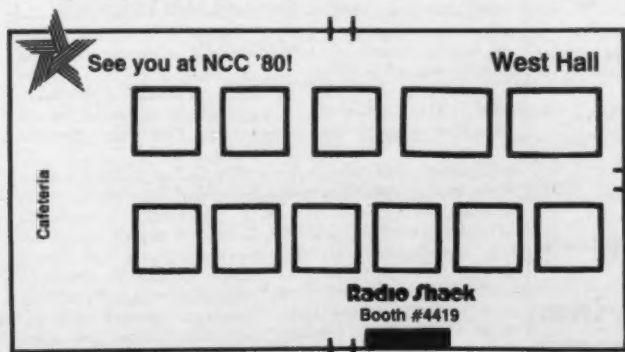 See you at NCC '80!
West Hall
Cafeteria
Radio Shack
Booth #4419